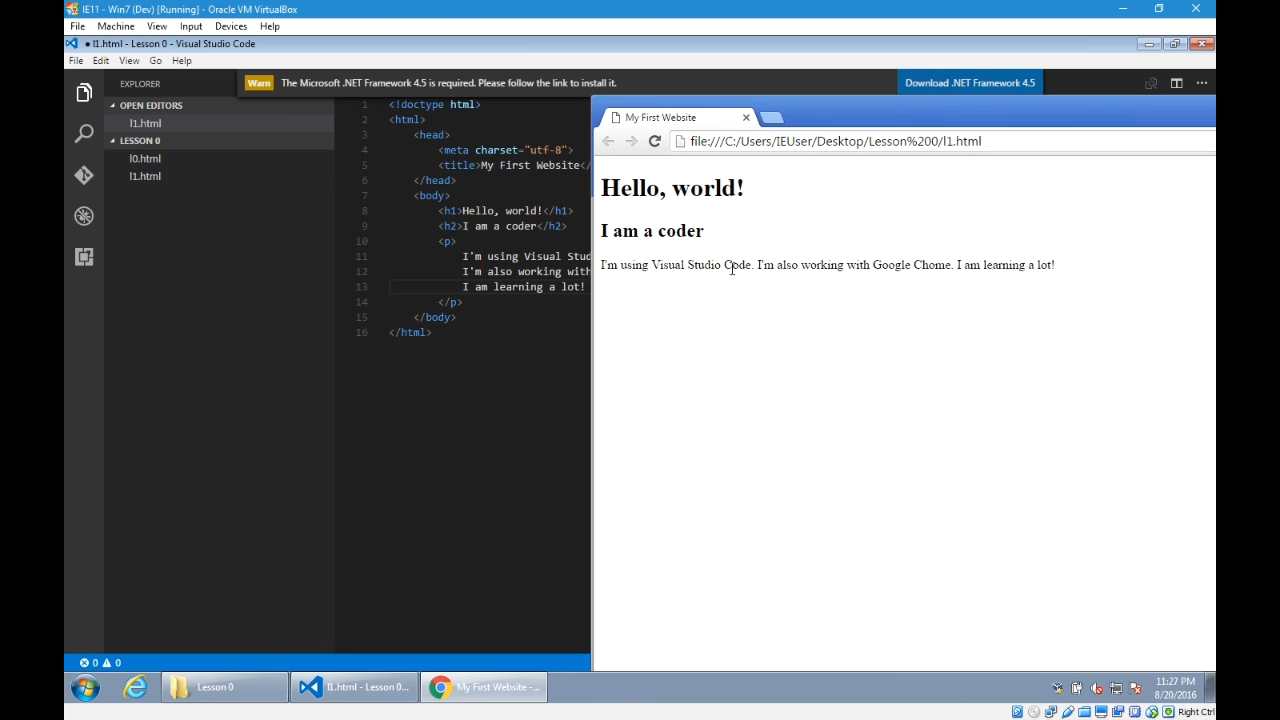 IE11 - Win7 (Dev) [Running] - Oracle VM VirtualBox
File Machine View Input Devices Help
● l1.html - Lesson 0 - Visual Studio Code
File Edit View Go Help
EXPLORER
OPEN EDITORS
l1.html
LESSON 0
l0.html
l1.html
Warn The Microsoft .NET Framework 4.5 is required. Please follow the link to install it. Download .NET Framework 4.5
1 <!doctype html>
2 <html>
3 <head>
4 <meta charset="utf-8">
5 <title>My First Website</
6 </head>
7 <body>
8 <h1>Hello, world!</h1>
9 <h2>I am a coder</h2>
10 <p>
11 I'm using Visual Stud
12 I'm also working with
13 I am learning a lot!
14 </p>
15 </body>
16 </html>
My First Website
file:///C:/Users/IEUser/Desktop/Lesson%200/l1.html
Hello, world!
I am a coder
I'm using Visual Studio Code. I'm also working with Google Chome. I am learning a lot!
0 0
Lesson 0
l1.html - Lesson 0...
My First Website -...
11:27 PM
8/20/2016
Right Ctrl